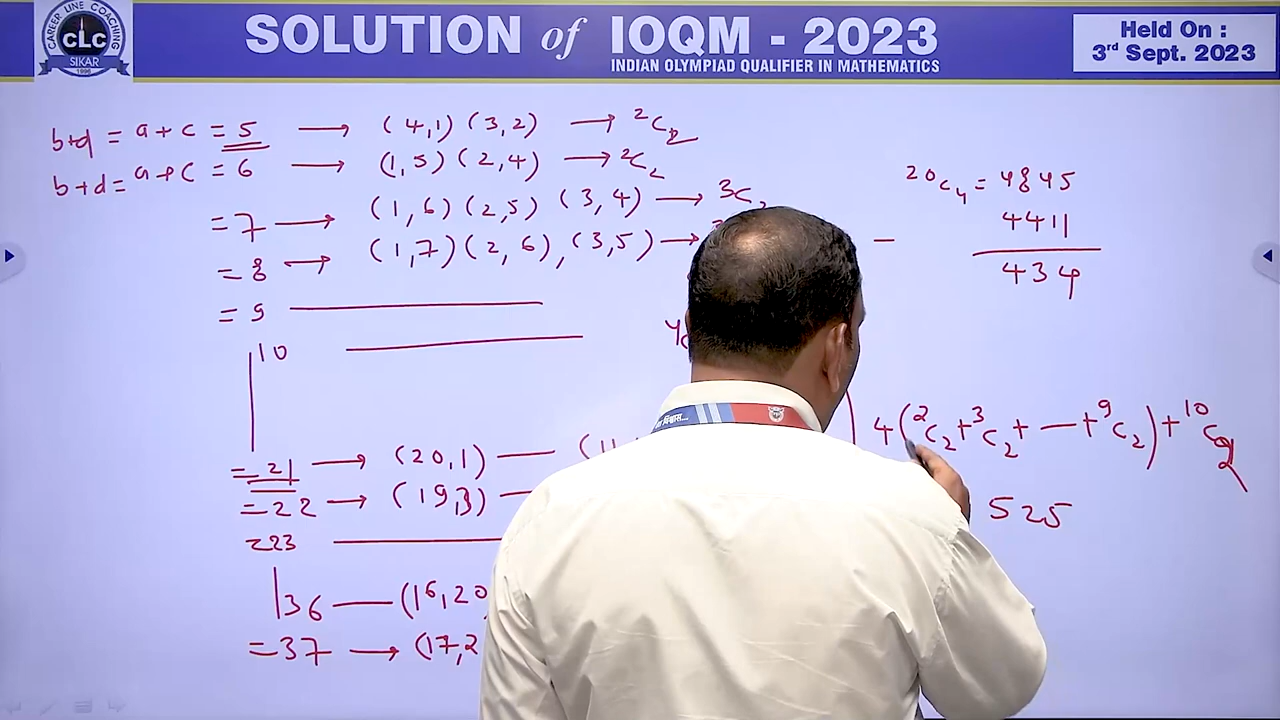 CAREER LINE COACHING
CLC
SIKAR
1996
SOLUTION of IOQM - 2023
INDIAN OLYMPIAD QUALIFIER IN MATHEMATICS
Held On :
3rd Sept. 2023
b+d = a+c = 5 → (4,1) (3,2) → ²C₂
b+d = a+c = 6 → (1,5) (2,4) → ²C₂
= 7 → (1,6) (2,5) (3,4) → ³C₂
= 8 → (1,7) (2,6), (3,5) →
= 9
10
= 21 → (20,1) —
= 22 → (19,3) —
= 23
36 — (16,20
= 37 → (17,2
²⁰C₄ = 4845
— 4411
434
4(²C₂+³C₂+ — +⁹C₂) + ¹⁰C₂
525